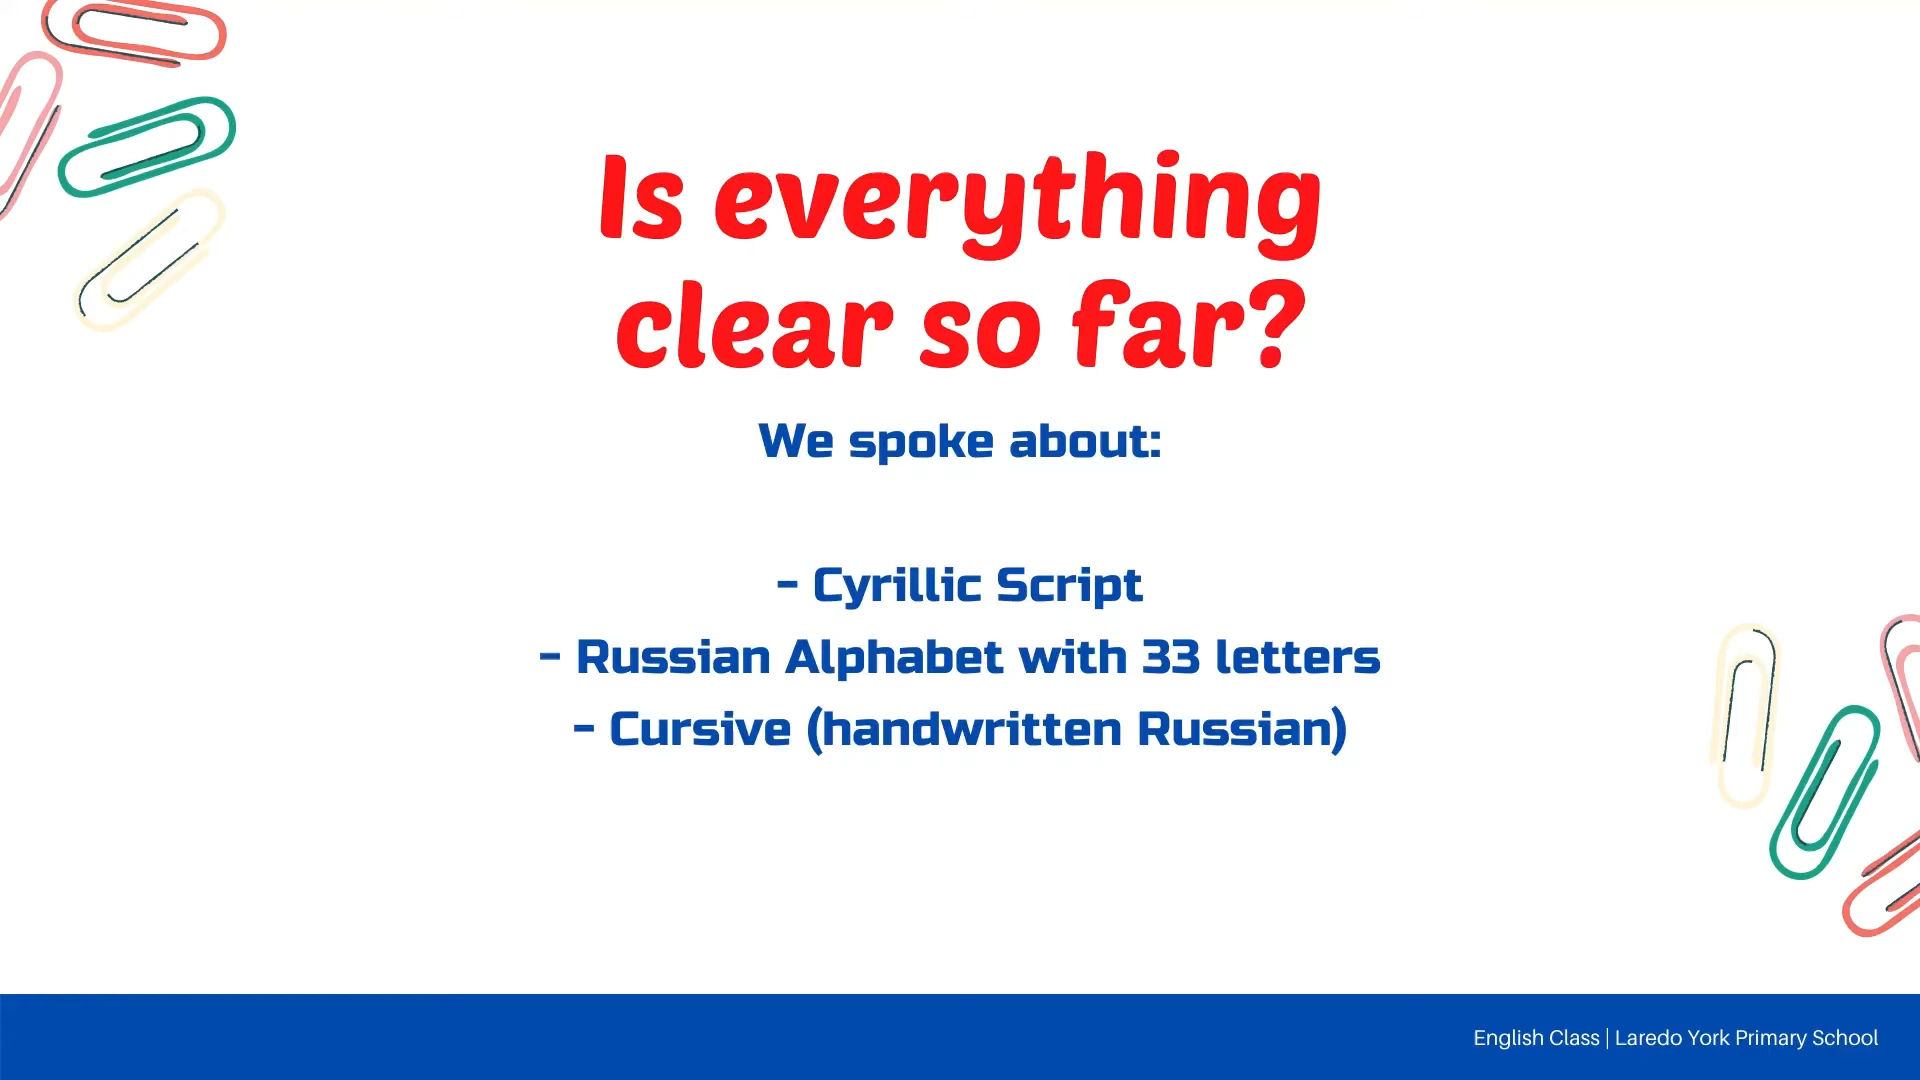 Is everything
clear so far?
We spoke about:
- Cyrillic Script
- Russian Alphabet with 33 letters
- Cursive (handwritten Russian)
English Class | Laredo York Primary School